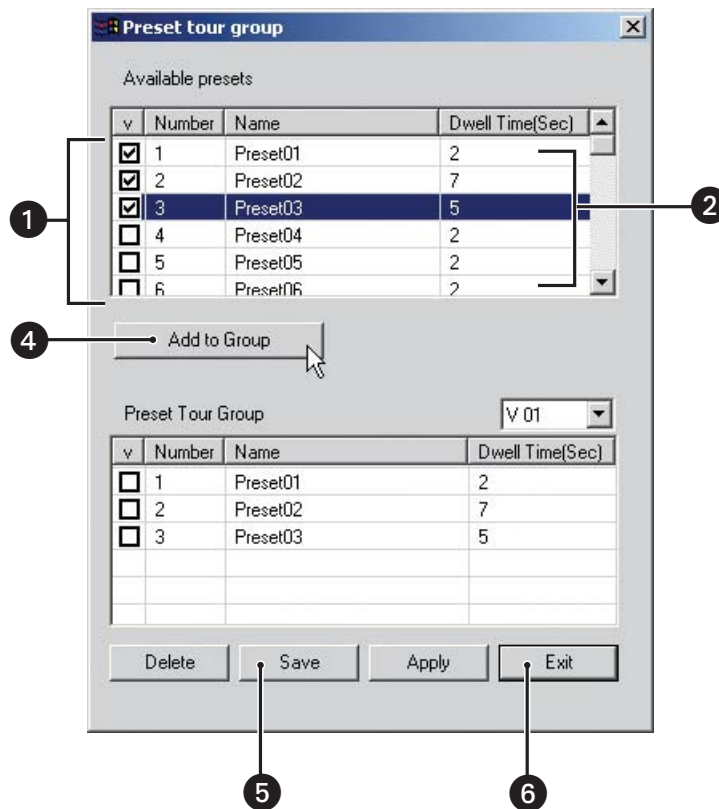 Preset tour group
Available presets
v Number Name Dwell Time(Sec)
1 Preset01 2
2 Preset02 7
3 Preset03 5
4 Preset04 2
5 Preset05 2
6 Preset06 2
1
2
4
Add to Group
Preset Tour Group V 01
v Number Name Dwell Time(Sec)
1 Preset01 2
2 Preset02 7
3 Preset03 5
Delete Save Apply Exit
5 6